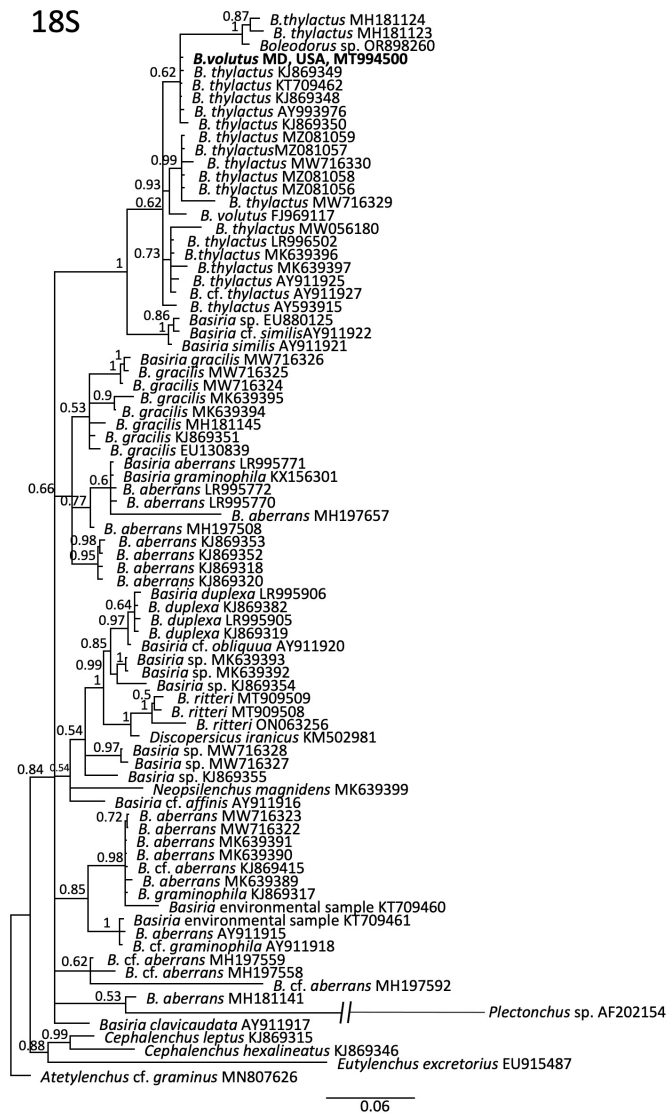 18S
0.87
B.thylactus MH181124
1
B. thylactus MH181123
Boleodorus sp. OR898260
B.volutus MD, USA, MT994500
0.62
B. thylactus KJ869349
B. thylactus KT709462
B. thylactus KJ869348
B. thylactus AY993976
B. thylactus KJ869350
B. thylactus MZ081059
B. thylactusMZ081057
0.99
B. thylactus MW716330
B. thylactus MZ081058
0.93
B. thylactus MZ081056
0.62
B. thylactus MW716329
B. volutus FJ969117
B. thylactus MW056180
B. thylactus LR996502
0.73
B.thylactus MK639396
1
B.thylactus MK639397
B. thylactus AY911925
B. cf. thylactus AY911927
B. thylactus AY593915
0.86
Basiria sp. EU880125
1
Basiria cf. similisAY911922
Basiria similis AY911921
1
Basiria gracilis MW716326
1
B. gracilis MW716325
B. gracilis MW716324
0.9
B. gracilis MK639395
0.53
B. gracilis MK639394
B. gracilis MH181145
B. gracilis KJ869351
B. gracilis EU130839
Basiria aberrans LR995771
0.6
Basiria graminophila KX156301
0.66
B. aberrans LR995772
0.77
B. aberrans LR995770
B. aberrans MH197657
B. aberrans MH197508
0.98
B. aberrans KJ869353
0.95
B. aberrans KJ869352
B. aberrans KJ869318
B. aberrans KJ869320
Basiria duplexa LR995906
0.64
B. duplexa KJ869382
0.97
B. duplexa LR995905
B. duplexa KJ869319
0.85
Basiria cf. obliquua AY911920
0.99
1
Basiria sp. MK639393
Basiria sp. MK639392
1
Basiria sp. KJ869354
0.5
B. ritteri MT909509
1
B. ritteri MT909508
1
B. ritteri ON063256
0.54
Discopersicus iranicus KM502981
0.97
Basiria sp. MW716328
Basiria sp. MW716327
0.84
0.54
Basiria sp. KJ869355
Neopsilenchus magnidens MK639399
Basiria cf. affinis AY911916
0.72
B. aberrans MW716323
B. aberrans MW716322
B. aberrans MK639391
0.98
B. aberrans MK639390
B. cf. aberrans KJ869415
B. aberrans MK639389
0.85
B. graminophila KJ869317
Basiria environmental sample KT709460
1
Basiria environmental sample KT709461
B. aberrans AY911915
B. cf. graminophila AY911918
0.62
B. cf. aberrans MH197559
B. cf. aberrans MH197558
B. cf. aberrans MH197592
0.53
B. aberrans MH181141
Plectonchus sp. AF202154
Basiria clavicaudata AY911917
0.99
Cephalenchus leptus KJ869315
0.88
Cephalenchus hexalineatus KJ869346
Eutylenchus excretorius EU915487
Atetylenchus cf. graminus MN807626
0.06